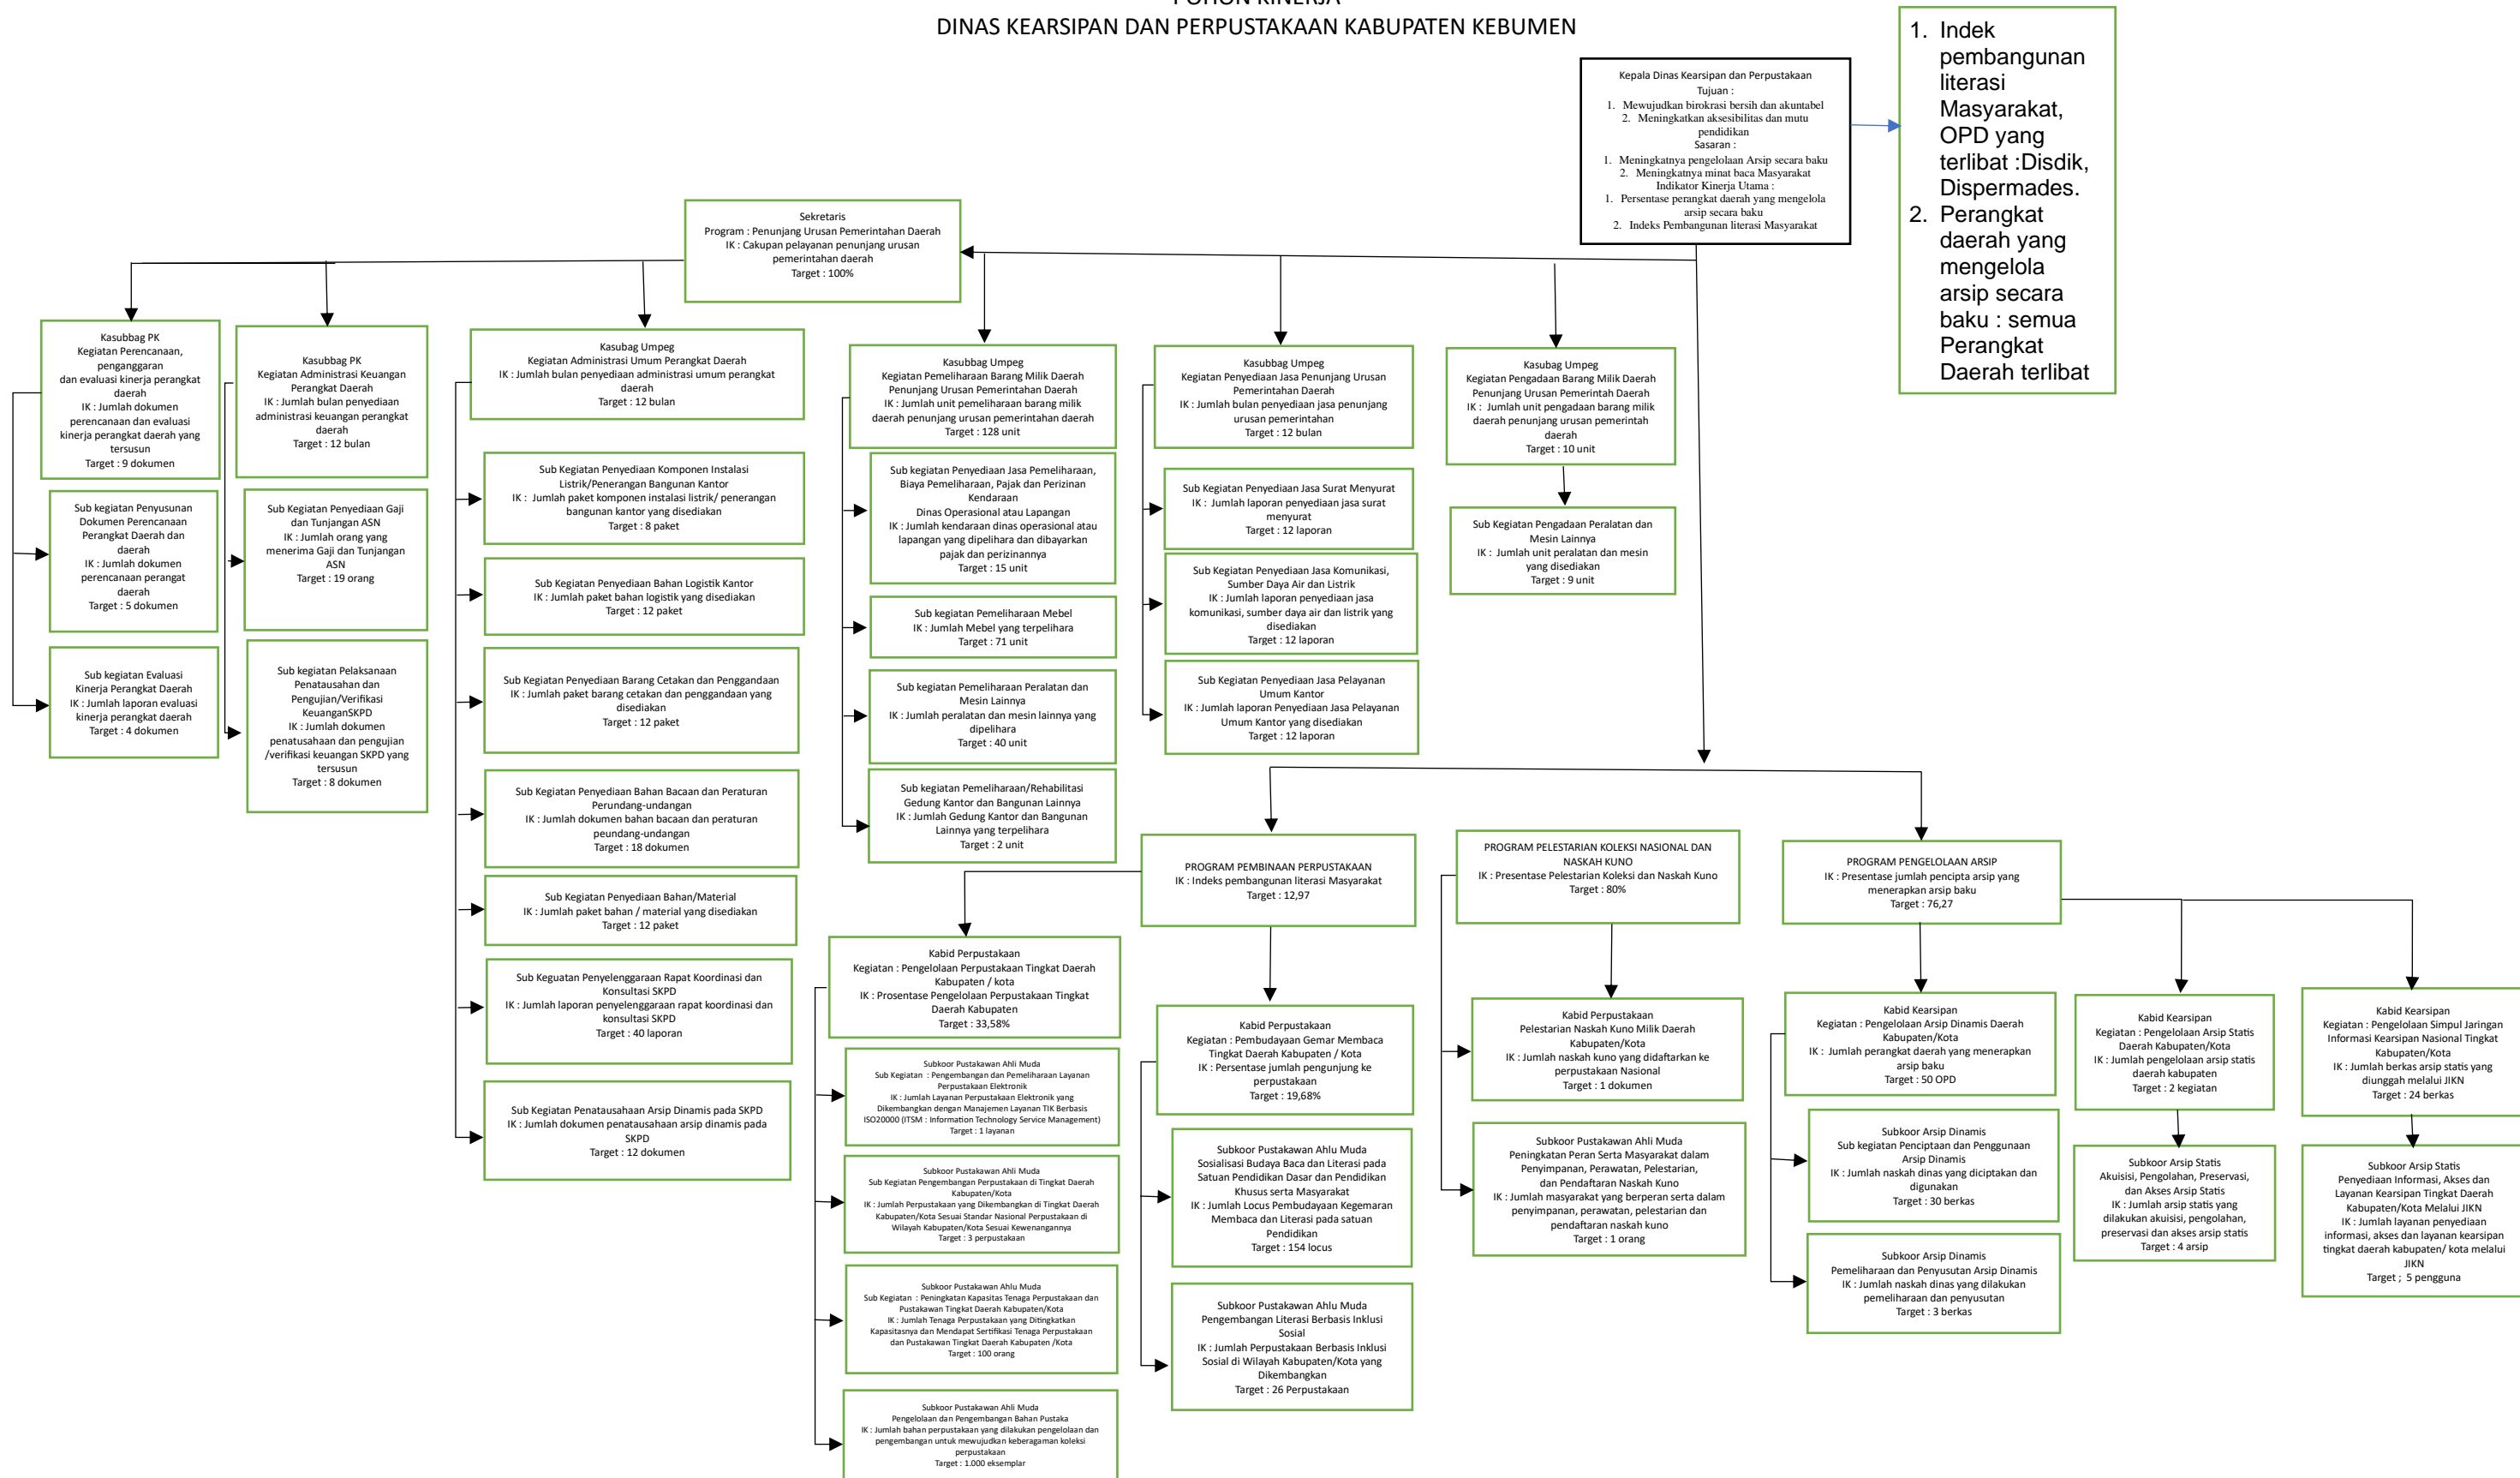 POHON KINERJA
DINAS KEARSIPAN DAN PERPUSTAKAAN KABUPATEN KEBUMEN
1. Indek
pembangunan
literasi
Masyarakat,
OPD yang
terlibat :Disdik,
Dispermades.
2. Perangkat
daerah yang
mengelola
arsip secara
baku : semua
Perangkat
Daerah terlibat
Kepala Dinas Kearsipan dan Perpustakaan
Tujuan :
1. Mewujudkan birokrasi bersih dan akuntabel
2. Meningkatkan aksesibilitas dan mutu
pendidikan
Sasaran :
1. Meningkatnya pengelolaan Arsip secara baku
2. Meningkatnya minat baca Masyarakat
Indikator Kinerja Utama :
1. Persentase perangkat daerah yang mengelola
arsip secara baku
2. Indeks Pembangunan literasi Masyarakat
Sekretaris
Program : Penunjang Urusan Pemerintahan Daerah
IK : Cakupan pelayanan penunjang urusan
pemerintahan daerah
Target : 100%
Kasubbag PK
Kegiatan Perencanaan,
penganggaran
dan evaluasi kinerja perangkat
daerah
IK : Jumlah dokumen
perencanaan dan evaluasi
kinerja perangkat daerah yang
tersusun
Target : 9 dokumen
Sub kegiatan Penyusunan
Dokumen Perencanaan
Perangkat Daerah dan
daerah
IK : Jumlah dokumen
perencanaan perangat
daerah
Target : 5 dokumen
Sub kegiatan Evaluasi
Kinerja Perangkat Daerah
IK : Jumlah laporan evaluasi
kinerja perangkat daerah
Target : 4 dokumen
Kasubbag PK
Kegiatan Administrasi Keuangan
Perangkat Daerah
IK : Jumlah bulan penyediaan
administrasi keuangan perangkat
daerah
Target : 12 bulan
Sub Kegiatan Penyediaan Gaji
dan Tunjangan ASN
IK : Jumlah orang yang
menerima Gaji dan Tunjangan
ASN
Target : 19 orang
Sub kegiatan Pelaksanaan
Penatausahan dan
Pengujian/Verifikasi
KeuanganSKPD
IK : Jumlah dokumen
penatusahaan dan pengujian
/verifikasi keuangan SKPD yang
tersusun
Target : 8 dokumen
Kasubag Umpeg
Kegiatan Administrasi Umum Perangkat Daerah
IK : Jumlah bulan penyediaan administrasi umum perangkat
daerah
Target : 12 bulan
Sub Kegiatan Penyediaan Komponen Instalasi
Listrik/Penerangan Bangunan Kantor
IK : Jumlah paket komponen instalasi listrik/ penerangan
bangunan kantor yang disediakan
Target : 8 paket
Sub Kegiatan Penyediaan Bahan Logistik Kantor
IK : Jumlah paket bahan logistik yang disediakan
Target : 12 paket
Sub Kegiatan Penyediaan Barang Cetakan dan Penggandaan
IK : Jumlah paket barang cetakan dan penggandaan yang
disediakan
Target : 12 paket
Sub Kegiatan Penyediaan Bahan Bacaan dan Peraturan
Perundang-undangan
IK : Jumlah dokumen bahan bacaan dan peraturan
peundang-undangan
Target : 18 dokumen
Sub Kegiatan Penyediaan Bahan/Material
IK : Jumlah paket bahan / material yang disediakan
Target : 12 paket
Sub Keguatan Penyelenggaraan Rapat Koordinasi dan
Konsultasi SKPD
IK : Jumlah laporan penyelenggaraan rapat koordinasi dan
konsultasi SKPD
Target : 40 laporan
Sub Kegiatan Penatausahaan Arsip Dinamis pada SKPD
IK : Jumlah dokumen penatausahaan arsip dinamis pada
SKPD
Target : 12 dokumen
Kasubbag Umpeg
Kegiatan Pemeliharaan Barang Milik Daerah
Penunjang Urusan Pemerintahan Daerah
IK : Jumlah unit pemeliharaan barang milik
daerah penunjang urusan pemerintahan daerah
Target : 128 unit
Sub kegiatan Penyediaan Jasa Pemeliharaan,
Biaya Pemeliharaan, Pajak dan Perizinan
Kendaraan
Dinas Operasional atau Lapangan
IK : Jumlah kendaraan dinas operasional atau
lapangan yang dipelihara dan dibayarkan
pajak dan perizinannya
Target : 15 unit
Sub kegiatan Pemeliharaan Mebel
IK : Jumlah Mebel yang terpelihara
Target : 71 unit
Sub kegiatan Pemeliharaan Peralatan dan
Mesin Lainnya
IK : Jumlah peralatan dan mesin lainnya yang
dipelihara
Target : 40 unit
Sub kegiatan Pemeliharaan/Rehabilitasi
Gedung Kantor dan Bangunan Lainnya
IK : Jumlah Gedung Kantor dan Bangunan
Lainnya yang terpelihara
Target : 2 unit
Kasubbag Umpeg
Kegiatan Penyediaan Jasa Penunjang Urusan
Pemerintahan Daerah
IK : Jumlah bulan penyediaan jasa penunjang
urusan pemerintahan
Target : 12 bulan
Sub Kegiatan Penyediaan Jasa Surat Menyurat
IK : Jumlah laporan penyediaan jasa surat
menyurat
Target : 12 laporan
Sub Kegiatan Penyediaan Jasa Komunikasi,
Sumber Daya Air dan Listrik
IK : Jumlah laporan penyediaan jasa
komunikasi, sumber daya air dan listrik yang
disediakan
Target : 12 laporan
Sub Kegiatan Penyediaan Jasa Pelayanan
Umum Kantor
IK : Jumlah laporan Penyediaan Jasa Pelayanan
Umum Kantor yang disediakan
Target : 12 laporan
Kasubag Umpeg
Kegiatan Pengadaan Barang Milik Daerah
Penunjang Urusan Pemerintah Daerah
IK : Jumlah unit pengadaan barang milik
daerah penunjang urusan pemerintah
daerah
Target : 10 unit
Sub Kegiatan Pengadaan Peralatan dan
Mesin Lainnya
IK : Jumlah unit peralatan dan mesin
yang disediakan
Target : 9 unit
PROGRAM PEMBINAAN PERPUSTAKAAN
IK : Indeks pembangunan literasi Masyarakat
Target : 12,97
Kabid Perpustakaan
Kegiatan : Pengelolaan Perpustakaan Tingkat Daerah
Kabupaten / kota
IK : Prosentase Pengelolaan Perpustakaan Tingkat
Daerah Kabupaten
Target : 33,58%
Subkoor Pustakawan Ahli Muda
Sub Kegiatan : Pengembangan dan Pemeliharaan Layanan
Perpustakaan Elektronik
IK : Jumlah Layanan Perpustakaan Elektronik yang
Dikembangkan dengan Manajemen Layanan TIK Berbasis
ISO20000 (ITSM : Information Technology Service Management)
Target : 1 layanan
Subkoor Pustakawan Ahli Muda
Sub Kegiatan Pengembangan Perpustakaan di Tingkat Daerah
Kabupaten/Kota
IK : Jumlah Perpustakaan yang Dikembangkan di Tingkat Daerah
Kabupaten/Kota Sesuai Standar Nasional Perpustakaan di
Wilayah Kabupaten/Kota Sesuai Kewenangannya
Target : 3 perpustakaan
Subkoor Pustakawan Ahlu Muda
Sub Kegiatan : Peningkatan Kapasitas Tenaga Perpustakaan dan
Pustakawan Tingkat Daerah Kabupaten/Kota
IK : Jumlah Tenaga Perpustakaan yang Ditingkatkan
Kapasitasnya dan Mendapat Sertifikasi Tenaga Perpustakaan
dan Pustakawan Tingkat Daerah Kabupaten /Kota
Target : 100 orang
Subkoor Pustakawan Ahli Muda
Pengelolaan dan Pengembangan Bahan Pustaka
IK : Jumlah bahan perpustakaan yang dilakukan pengelolaan dan
pengembangan untuk mewujudkan keberagaman koleksi
perpustakaan
Target : 1.000 eksemplar
Kabid Perpustakaan
Kegiatan : Pembudayaan Gemar Membaca
Tingkat Daerah Kabupaten / Kota
IK : Persentase jumlah pengunjung ke
perpustakaan
Target : 19,68%
Subkoor Pustakawan Ahlu Muda
Sosialisasi Budaya Baca dan Literasi pada
Satuan Pendidikan Dasar dan Pendidikan
Khusus serta Masyarakat
IK : Jumlah Locus Pembudayaan Kegemaran
Membaca dan Literasi pada satuan
Pendidikan
Target : 154 locus
Subkoor Pustakawan Ahlu Muda
Pengembangan Literasi Berbasis Inklusi
Sosial
IK : Jumlah Perpustakaan Berbasis Inklusi
Sosial di Wilayah Kabupaten/Kota yang
Dikembangkan
Target : 26 Perpustakaan
PROGRAM PELESTARIAN KOLEKSI NASIONAL DAN
NASKAH KUNO
IK : Presentase Pelestarian Koleksi dan Naskah Kuno
Target : 80%
Kabid Perpustakaan
Pelestarian Naskah Kuno Milik Daerah
Kabupaten/Kota
IK : Jumlah naskah kuno yang didaftarkan ke
perpustakaan Nasional
Target : 1 dokumen
Subkoor Pustakawan Ahli Muda
Peningkatan Peran Serta Masyarakat dalam
Penyimpanan, Perawatan, Pelestarian,
dan Pendaftaran Naskah Kuno
IK : Jumlah masyarakat yang berperan serta dalam
penyimpanan, perawatan, pelestarian dan
pendaftaran naskah kuno
Target : 1 orang
PROGRAM PENGELOLAAN ARSIP
IK : Presentase jumlah pencipta arsip yang
menerapkan arsip baku
Target : 76,27
Kabid Kearsipan
Kegiatan : Pengelolaan Arsip Dinamis Daerah
Kabupaten/Kota
IK : Jumlah perangkat daerah yang menerapkan
arsip baku
Target : 50 OPD
Subkoor Arsip Dinamis
Sub kegiatan Penciptaan dan Penggunaan
Arsip Dinamis
IK : Jumlah naskah dinas yang diciptakan dan
digunakan
Target : 30 berkas
Subkoor Arsip Dinamis
Pemeliharaan dan Penyusutan Arsip Dinamis
IK : Jumlah naskah dinas yang dilakukan
pemeliharaan dan penyusutan
Target : 3 berkas
Kabid Kearsipan
Kegiatan : Pengelolaan Arsip Statis
Daerah Kabupaten/Kota
IK : Jumlah pengelolaan arsip statis
daerah kabupaten
Target : 2 kegiatan
Subkoor Arsip Statis
Akuisisi, Pengolahan, Preservasi,
dan Akses Arsip Statis
IK : Jumlah arsip statis yang
dilakukan akuisisi, pengolahan,
preservasi dan akses arsip statis
Target : 4 arsip
Kabid Kearsipan
Kegiatan : Pengelolaan Simpul Jaringan
Informasi Kearsipan Nasional Tingkat
Kabupaten/Kota
IK : Jumlah berkas arsip statis yang
diunggah melalui JIKN
Target : 24 berkas
Subkoor Arsip Statis
Penyediaan Informasi, Akses dan
Layanan Kearsipan Tingkat Daerah
Kabupaten/Kota Melalui JIKN
IK : Jumlah layanan penyediaan
informasi, akses dan layanan kearsipan
tingkat daerah kabupaten/ kota melalui
JIKN
Target ; 5 pengguna